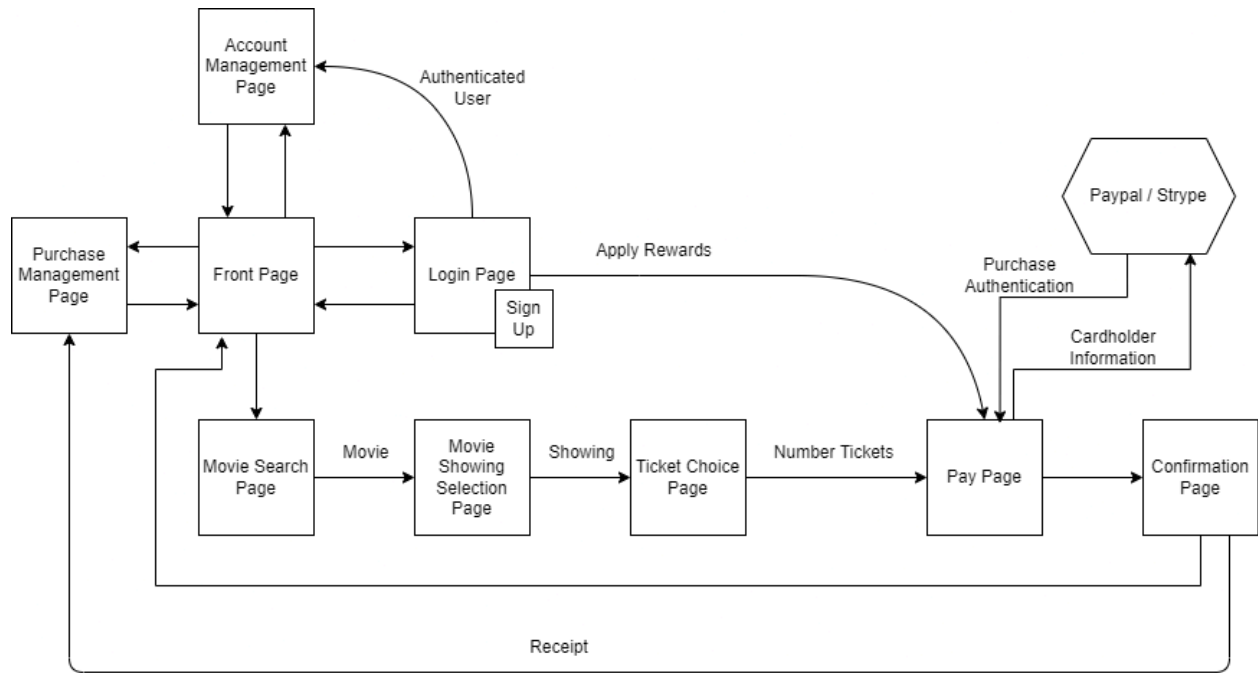 Account
Management
Page
Authenticated
User
Paypal / Strype
Purchase
Management
Page
Front Page
Login Page
Sign
Up
Apply Rewards
Purchase
Authentication
Cardholder
Information
Movie Search
Page
Movie
Movie
Showing
Selection
Page
Showing
Ticket Choice
Page
Number Tickets
Pay Page
Confirmation
Page
Receipt